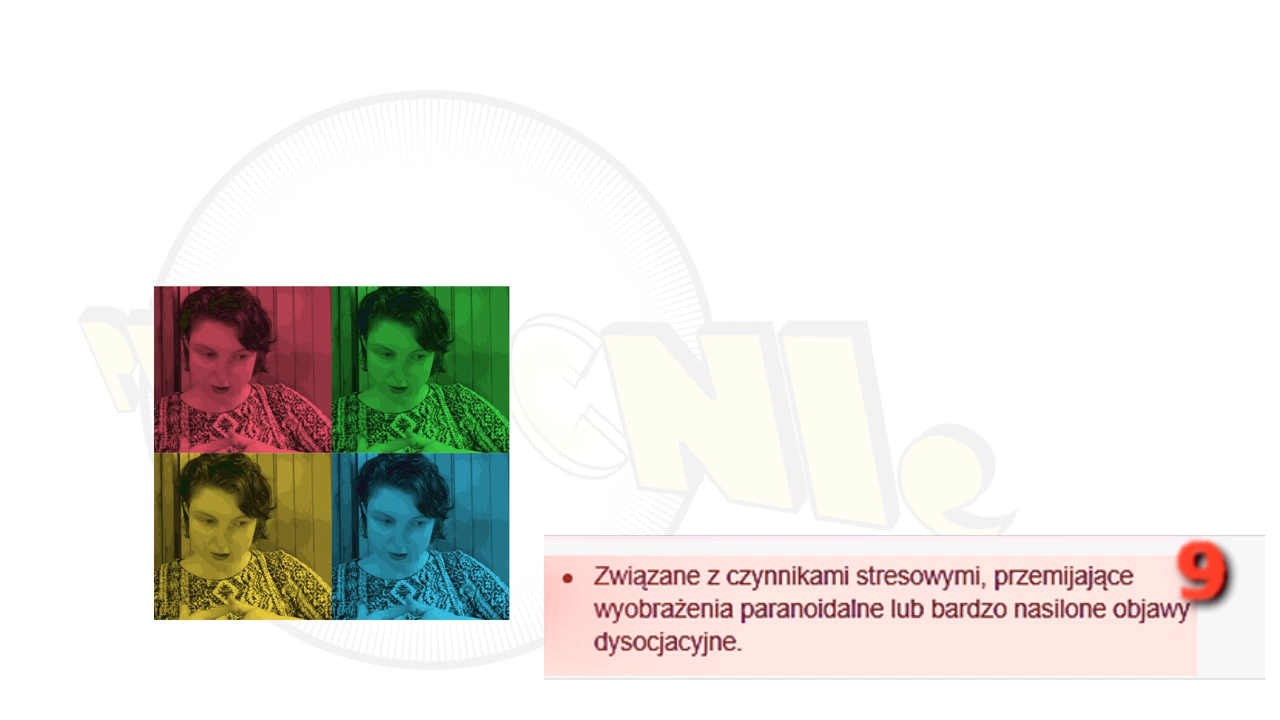 9
• Związane z czynnikami stresowymi, przemijające
wyobrażenia paranoidalne lub bardzo nasilone objawy
dysocjacyjne.